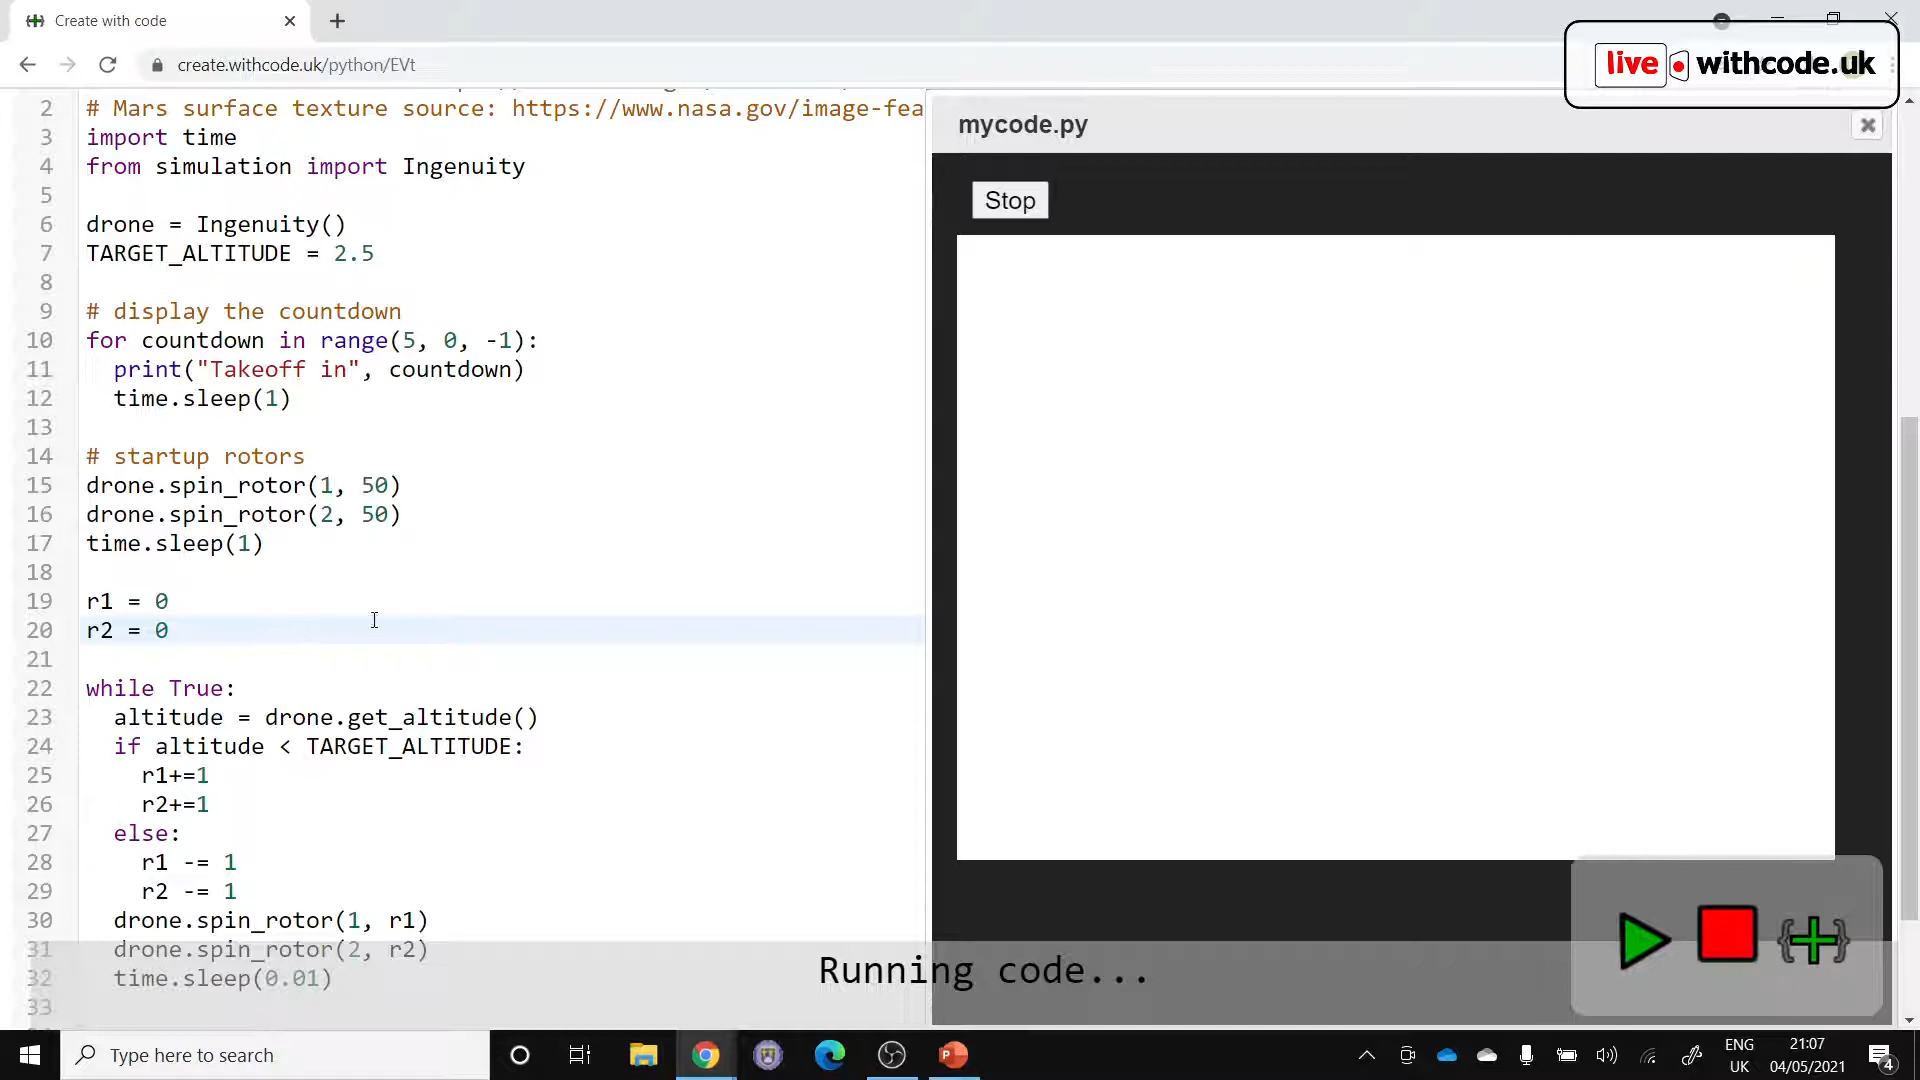 Create with code
live withcode.uk
create.withcode.uk/python/EVt
2 # Mars surface texture source: https://www.nasa.gov/image-fea
3 import time
4 from simulation import Ingenuity
5
6 drone = Ingenuity()
7 TARGET_ALTITUDE = 2.5
8
9 # display the countdown
10 for countdown in range(5, 0, -1):
11 print("Takeoff in", countdown)
12 time.sleep(1)
13
14 # startup rotors
15 drone.spin_rotor(1, 50)
16 drone.spin_rotor(2, 50)
17 time.sleep(1)
18
19 r1 = 0
20 r2 = 0
21
22 while True:
23 altitude = drone.get_altitude()
24 if altitude < TARGET_ALTITUDE:
25 r1+=1
26 r2+=1
27 else:
28 r1 -= 1
29 r2 -= 1
30 drone.spin_rotor(1, r1)
31 drone.spin_rotor(2, r2)
32 time.sleep(0.01)
33
mycode.py
Stop
Running code...
Type here to search
ENG
UK
21:07
04/05/2021
4